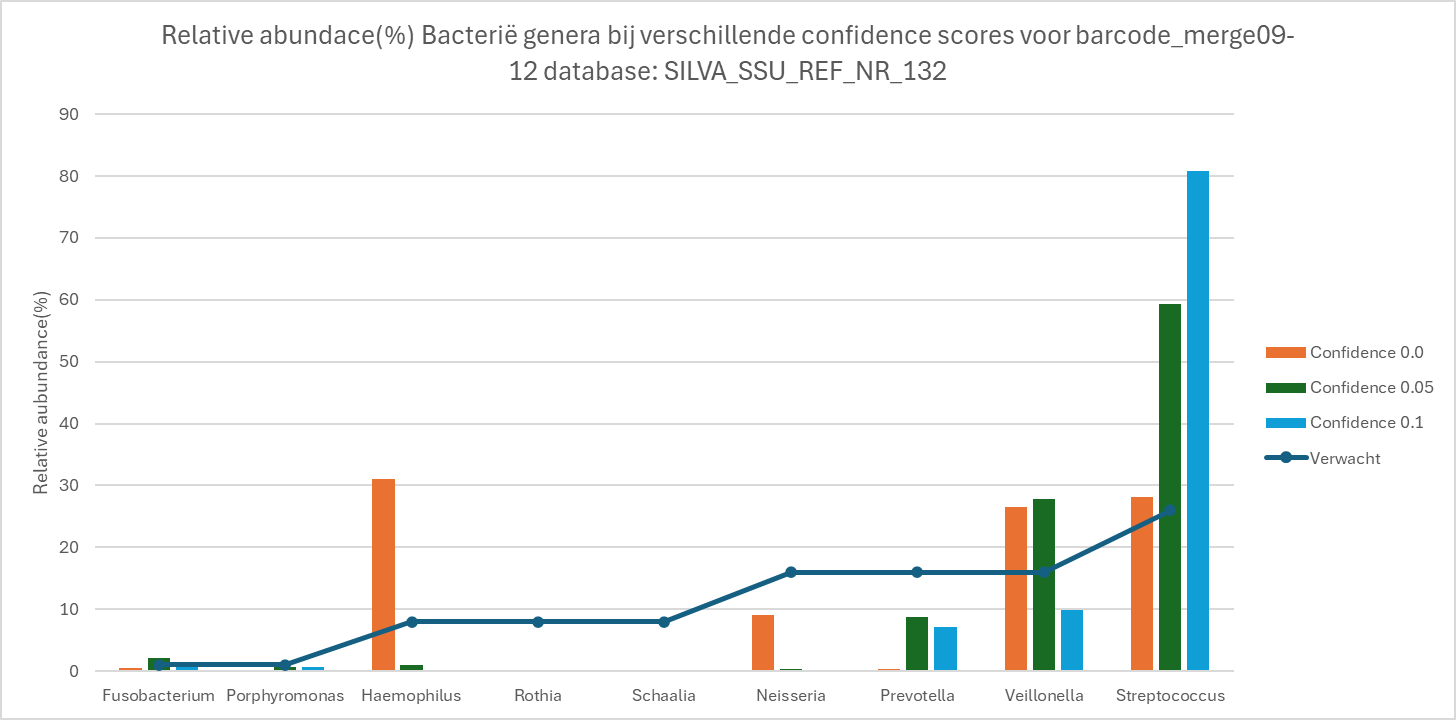 Relative abundace(%) Bacterië genera bij verschillende confidence scores voor barcode_merge09-
12 database: SILVA_SSU_REF_NR_132
90
80
70
60
50
40
30
20
10
0
Relative aubundance(%)
Fusobacterium Porphyromonas Haemophilus Rothia Schaalia Neisseria Prevotella Veillonella Streptococcus
Confidence 0.0
Confidence 0.05
Confidence 0.1
Verwacht